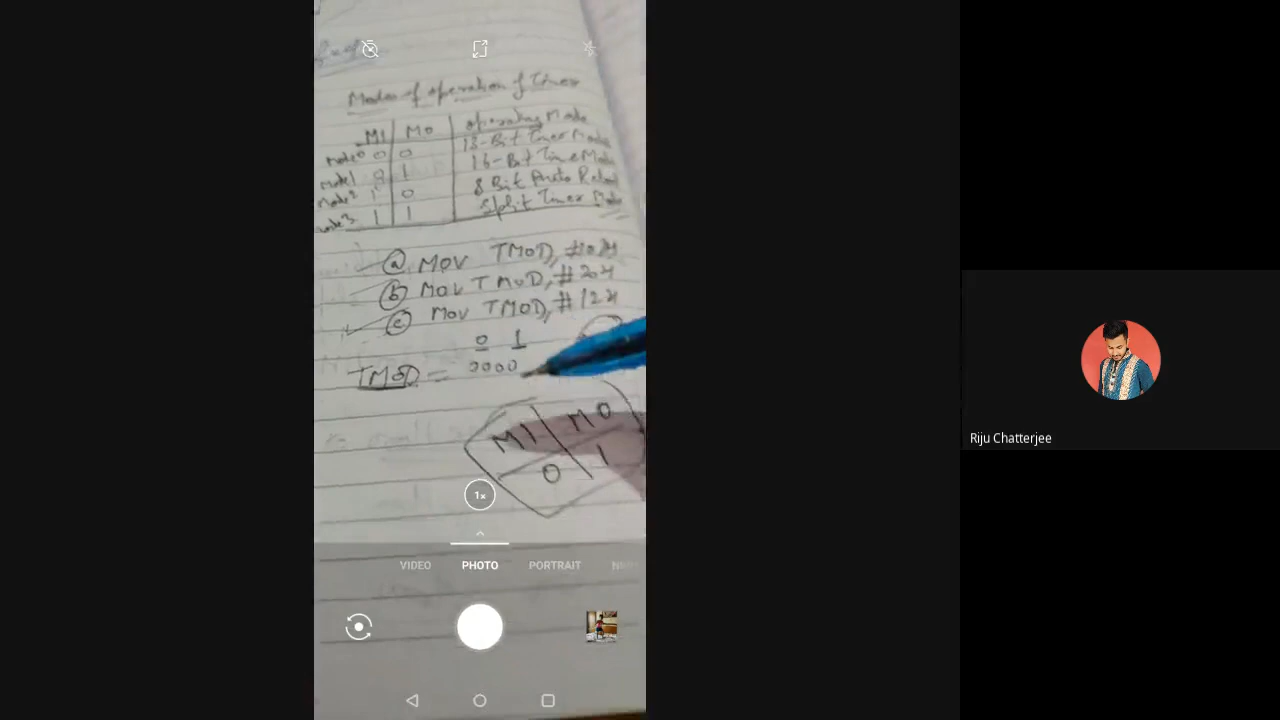 Modes of operation of Timer
M1 M0 operating Mode
Mode0 0 0 13-Bit Timer Mode
Mode1 0 1 16-Bit Time Mode
Mode2 1 0 8 Bit Auto Reload
Mode3 1 1 Split Timer Mode
(a) MOV TMOD, #01H
(b) MOV TMOD, #20H
(c) MOV TMOD, #12H
0 1
TMOD = 0000
M1 M0
0 1
1x
VIDEO PHOTO PORTRAIT
Riju Chatterjee